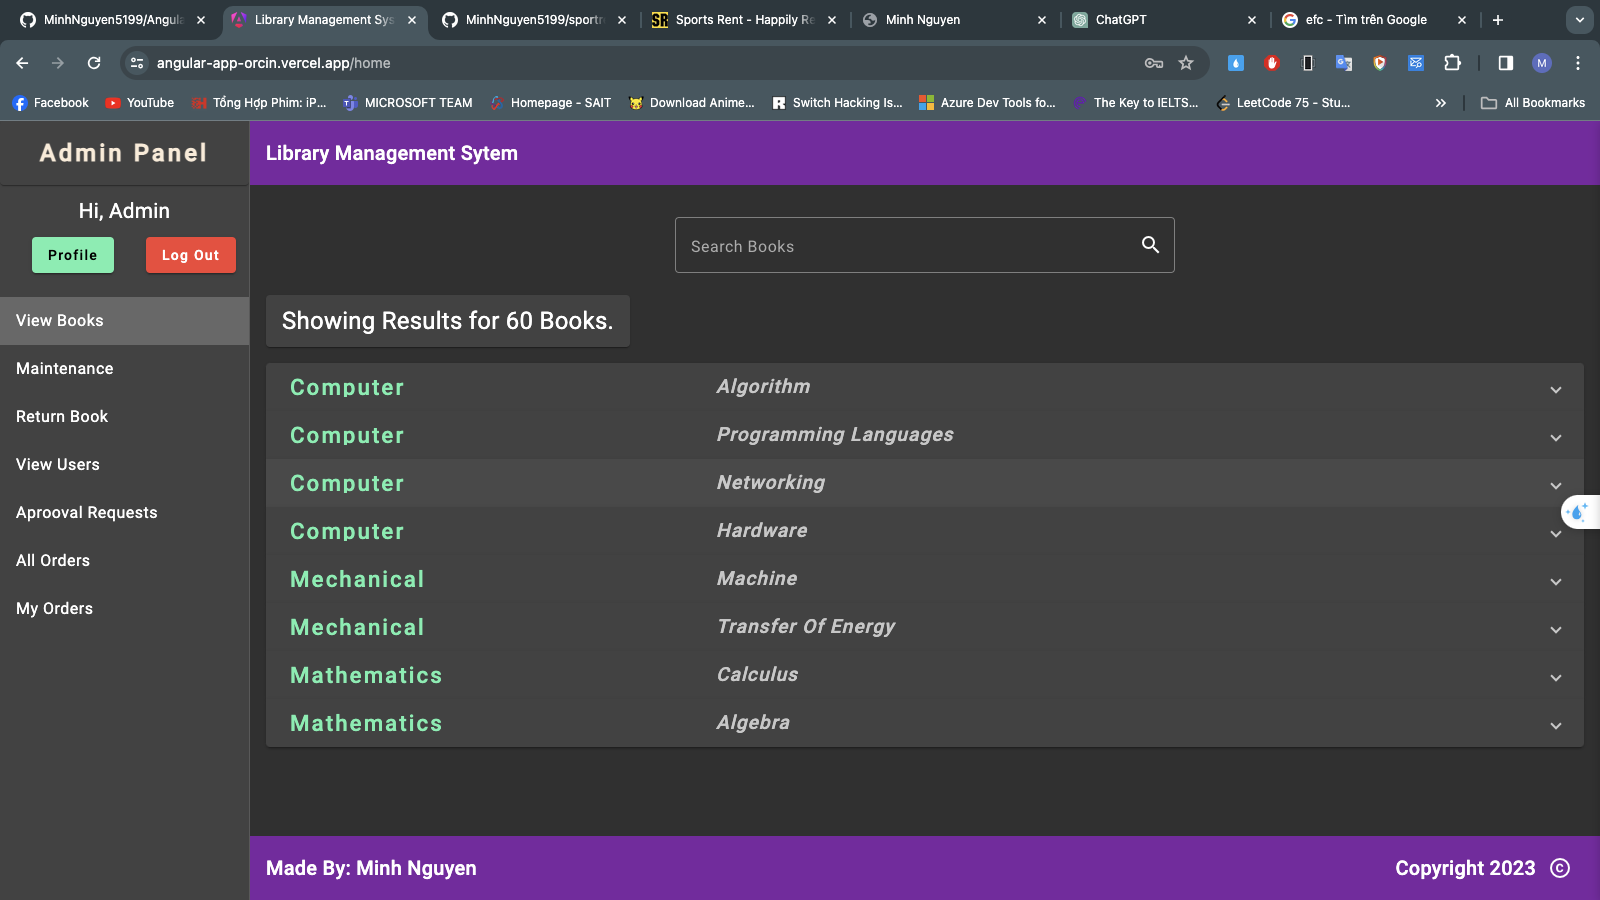 MinhNguyen5199/Angula
Library Management Sys
MinhNguyen5199/sportr
Sports Rent - Happily Re
Minh Nguyen
ChatGPT
efc - Tìm trên Google
angular-app-orcin.vercel.app/home
M
Facebook
YouTube
Tổng Hợp Phim: iP...
MICROSOFT TEAM
Homepage - SAIT
Download Anime...
Switch Hacking Is...
Azure Dev Tools fo...
The Key to IELTS...
LeetCode 75 - Stu...
All Bookmarks
Admin Panel
Library Management Sytem
Hi, Admin
Profile
Log Out
View Books
Maintenance
Return Book
View Users
Aprooval Requests
All Orders
My Orders
Search Books
Showing Results for 60 Books.
Computer Algorithm
Computer Programming Languages
Computer Networking
Computer Hardware
Mechanical Machine
Mechanical Transfer Of Energy
Mathematics Calculus
Mathematics Algebra
Made By: Minh Nguyen
Copyright 2023 ©